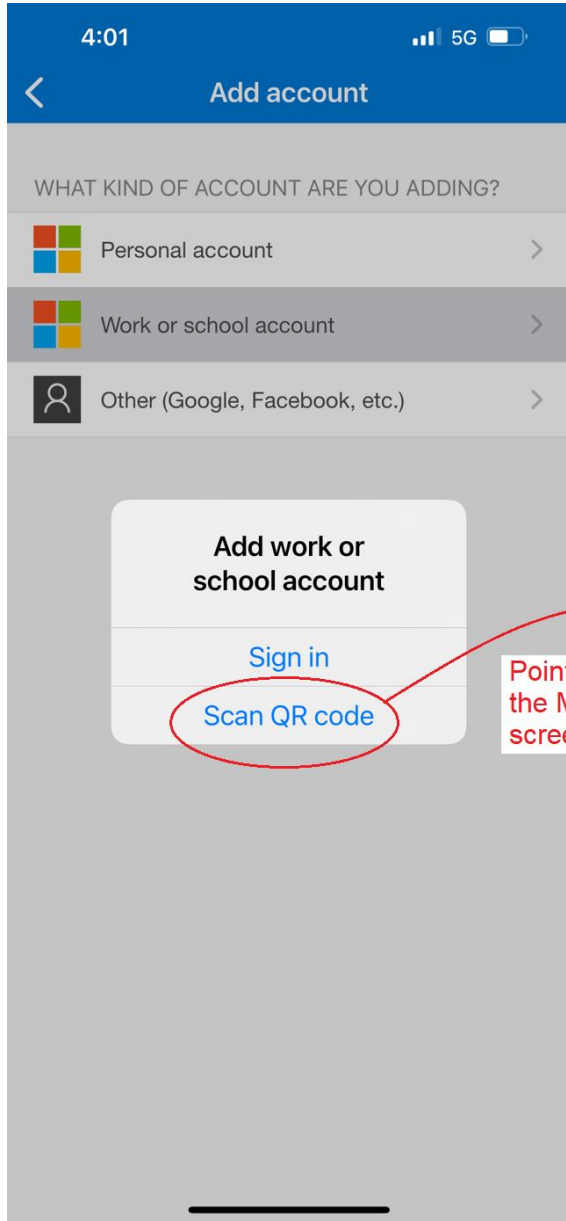 4:01
5G
Add account
WHAT KIND OF ACCOUNT ARE YOU ADDING?
Personal account
Work or school account
Other (Google, Facebook, etc.)
Add work or
school account
Sign in
Scan QR code
the